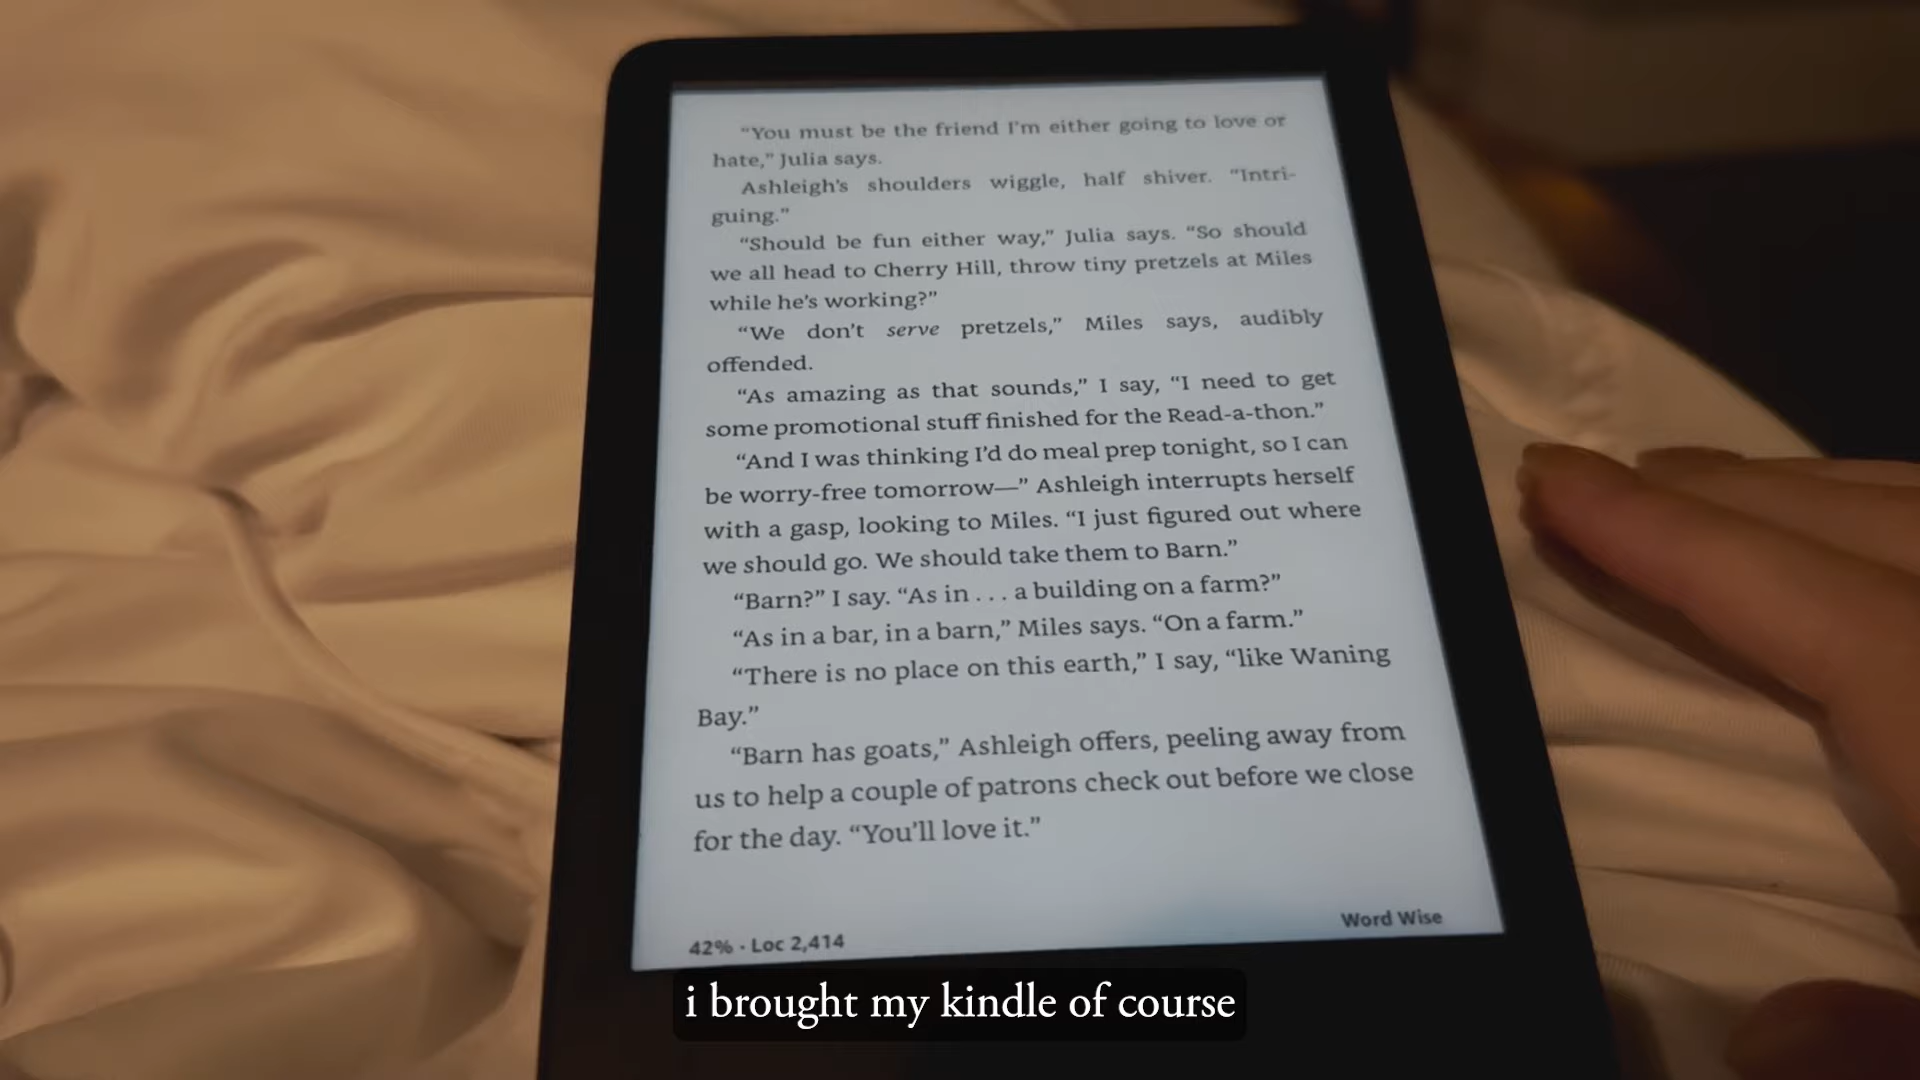 “You must be the friend I’m either going to love or
hate,” Julia says.
Ashleigh’s shoulders wiggle, half shiver. “Intri-
guing.”
“Should be fun either way,” Julia says. “So should
we all head to Cherry Hill, throw tiny pretzels at Miles
while he’s working?”
“We don’t serve pretzels,” Miles says, audibly
offended.
“As amazing as that sounds,” I say, “I need to get
some promotional stuff finished for the Read-a-thon.”
“And I was thinking I’d do meal prep tonight, so I can
be worry-free tomorrow—” Ashleigh interrupts herself
with a gasp, looking to Miles. “I just figured out where
we should go. We should take them to Barn.”
“Barn?” I say. “As in . . . a building on a farm?”
“As in a bar, in a barn,” Miles says. “On a farm.”
“There is no place on this earth,” I say, “like Waning
Bay.”
“Barn has goats,” Ashleigh offers, peeling away from
us to help a couple of patrons check out before we close
for the day. “You’ll love it.”
42% · Loc 2,414
Word Wise
i brought my kindle of course